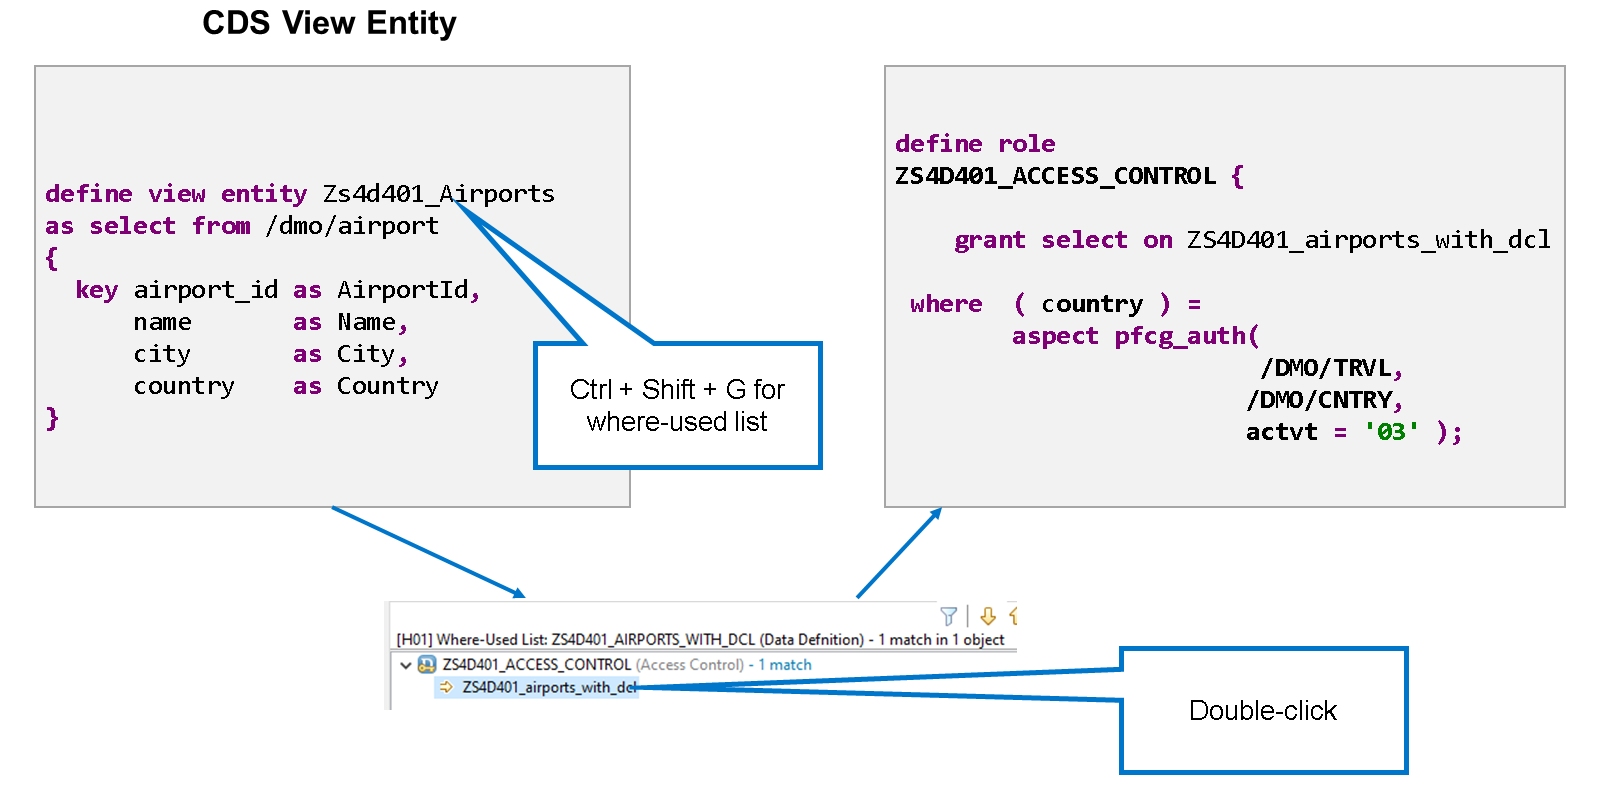 CDS View Entity
define view entity Zs4d401_Airports
as select from /dmo/airport
{
key airport_id as AirportId,
name as Name,
city as City,
country as Country
}
Ctrl + Shift + G for
where-used list
define role
ZS4D401_ACCESS_CONTROL {
grant select on ZS4D401_airports_with_dcl
where ( country ) =
aspect pfcg_auth(
/DMO/TRVL,
/DMO/CNTRY,
actvt = '03' );
[H01] Where-Used List: ZS4D401_AIRPORTS_WITH_DCL (Data Defnition) - 1 match in 1 object
ZS4D401_ACCESS_CONTROL (Access Control) - 1 match
ZS4D401_airports_with_dcl
Double-click